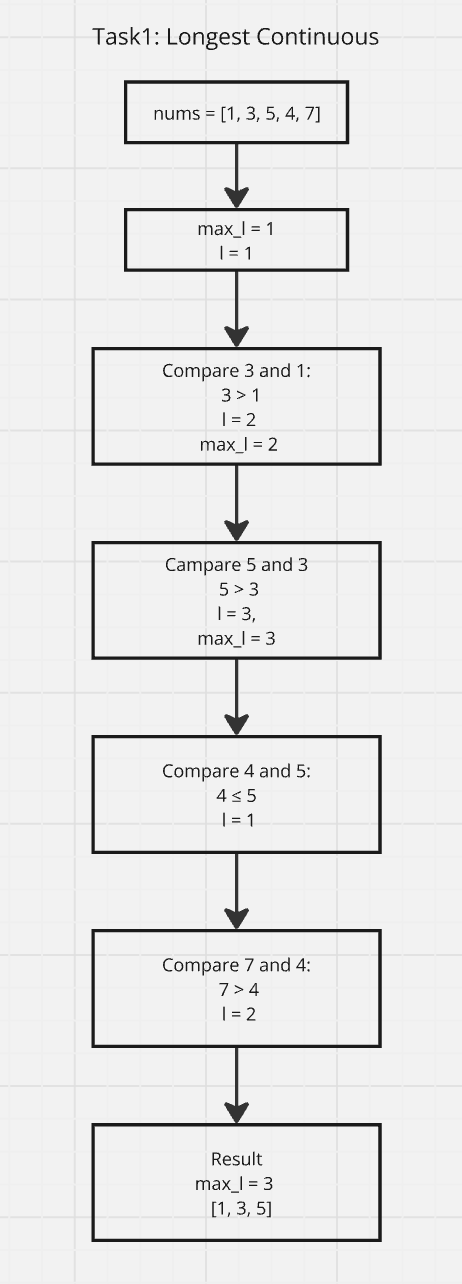 Task1: Longest Continuous
nums = [1, 3, 5, 4, 7]
max_l = 1
l = 1
Compare 3 and 1:
3 > 1
l = 2
max_l = 2
Campare 5 and 3
5 > 3
l = 3,
max_l = 3
Compare 4 and 5:
4 ≤ 5
l = 1
Compare 7 and 4:
7 > 4
l = 2
Result
max_l = 3
[1, 3, 5]